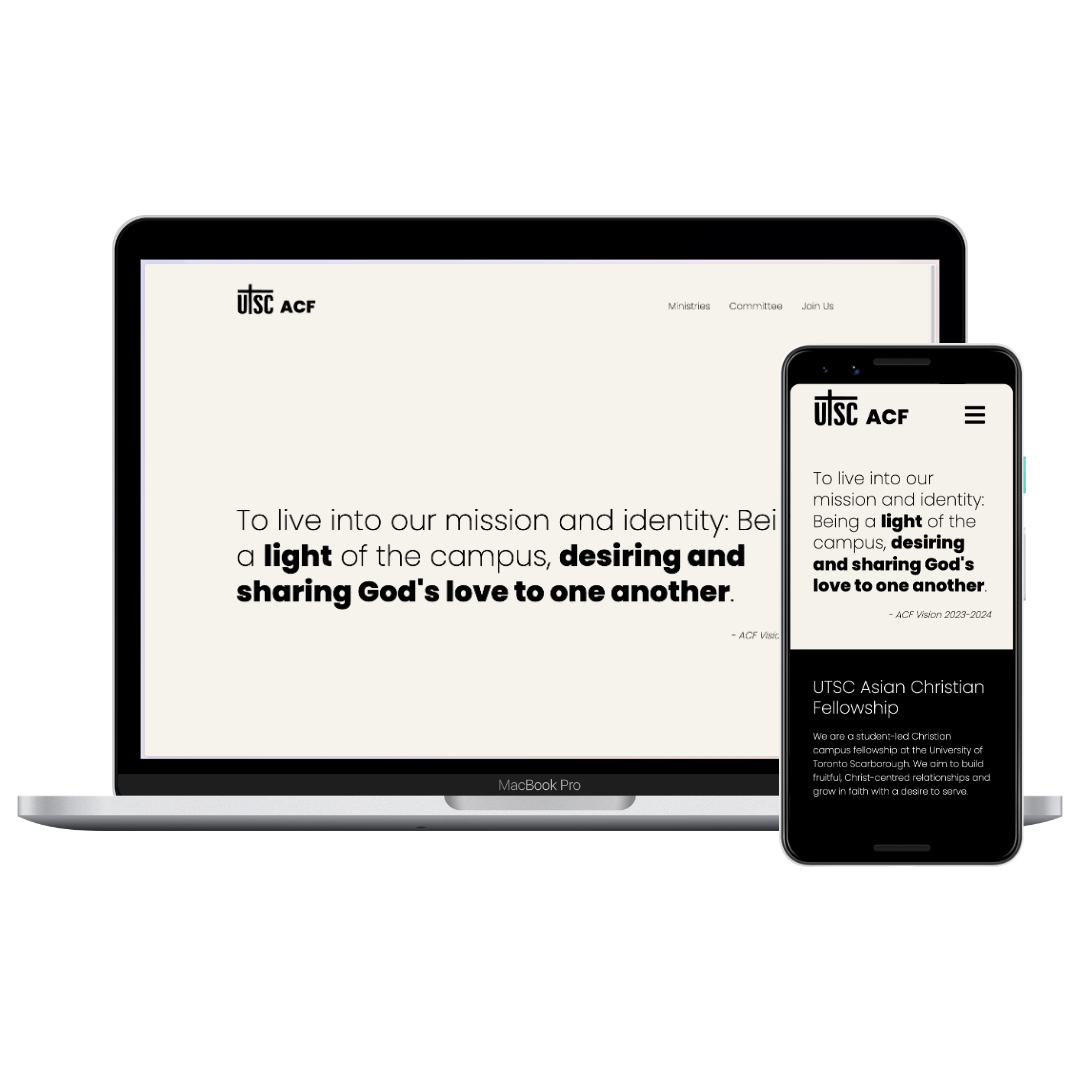 UTSC ACF
Ministries Committee Join Us
To live into our mission and identity: Bei
a light of the campus, desiring and
sharing God's love to one another.
- ACF Visic
MacBook Pro
UTSC ACF
To live into our
mission and identity:
Being a light of the
campus, desiring
and sharing God's
love to one another.
- ACF Vision 2023-2024
UTSC Asian Christian
Fellowship
We are a student-led Christian
campus fellowship at the University of
Toronto Scarborough. We aim to build
fruitful, Christ-centred relationships and
grow in faith with a desire to serve.